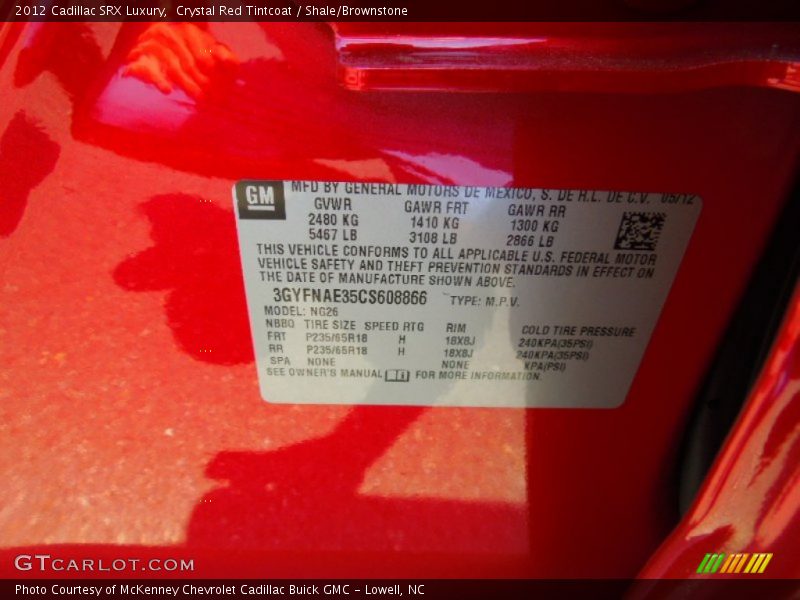 2012 Cadillac SRX Luxury,  Crystal Red Tintcoat / Shale/Brownstone
GM
MFD BY GENERAL MOTORS DE MEXICO, S. DE R.L. DE C.V. 05/12
GVWR GAWR FRT GAWR RR
2480 KG 1410 KG 1300 KG
5467 LB 3108 LB 2866 LB
THIS VEHICLE CONFORMS TO ALL APPLICABLE U.S. FEDERAL MOTOR
VEHICLE SAFETY AND THEFT PREVENTION STANDARDS IN EFFECT ON
THE DATE OF MANUFACTURE SHOWN ABOVE.
3GYFNAE35CS608866 TYPE: M.P.V.
MODEL: NG26
NBBQ TIRE SIZE SPEED RTG RIM COLD TIRE PRESSURE
FRT P235/65R18 H 18X8J 240KPA(35PSI)
RR P235/65R18 H 18X8J 240KPA(35PSI)
SPA NONE NONE KPA(PSI)
SEE OWNER'S MANUAL FOR MORE INFORMATION.
GTCARLOT.COM
Photo Courtesy of McKenney Chevrolet Cadillac Buick GMC - Lowell, NC